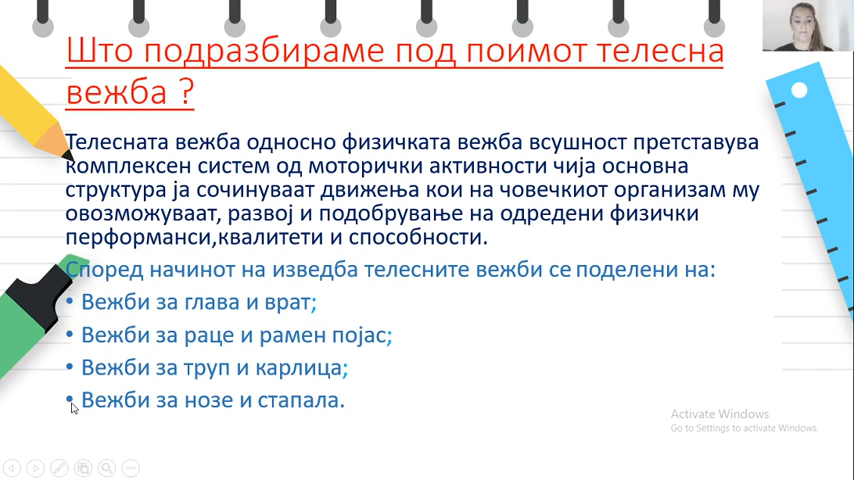 Што подразбираме под поимот телесна
вежба ?
Телесната вежба односно физичката вежба всушност претставува
комплексен систем од моторички активности чија основна
структура ја сочинуваат движења кои на човечкиот организам му
овозможуваат, развој и подобрување на одредени физички
перформанси,квалитети и способности.
Според начинот на изведба телесните вежби се поделени на:
• Вежби за глава и врат;
• Вежби за раце и рамен појас;
• Вежби за труп и карлица;
• Вежби за нозе и стапала.
Activate Windows
Go to Settings to activate Windows.